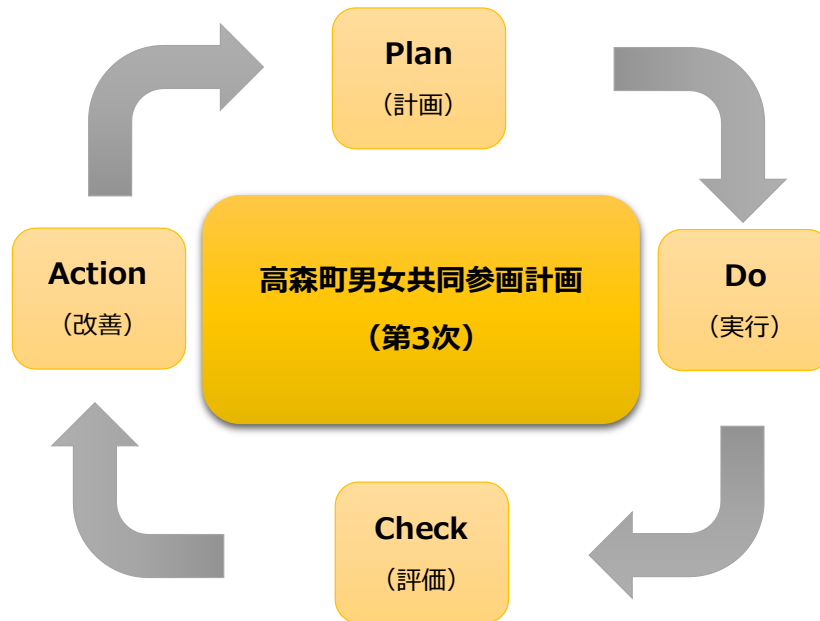 Plan
（計画）
Action
（改善）
高森町男女共同参画計画
（第3次）
Do
（実行）
Check
（評価）